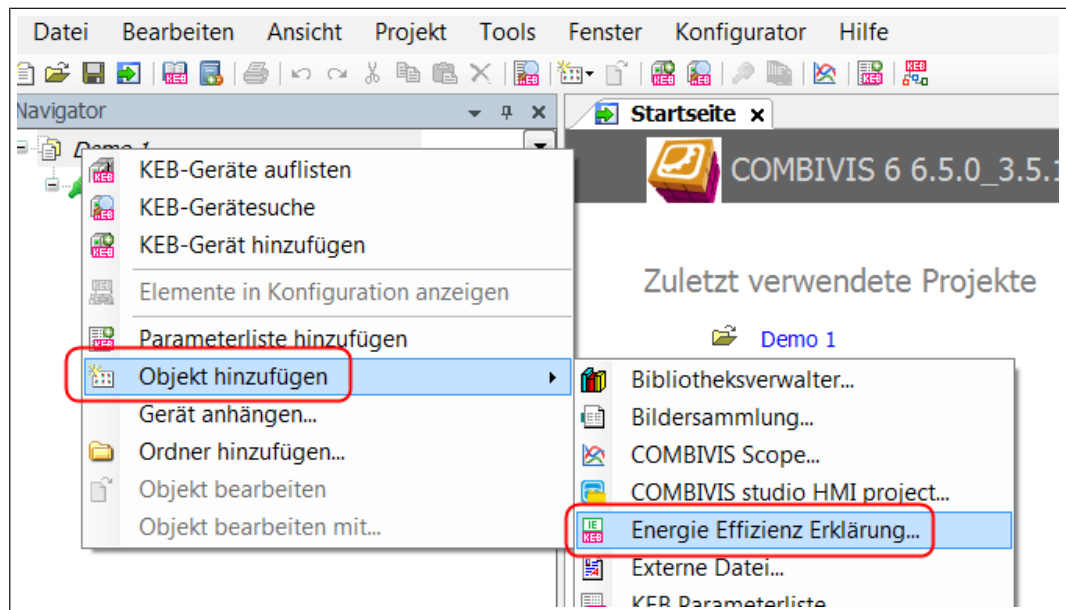 Datei Bearbeiten Ansicht Projekt Tools Fenster Konfigurator Hilfe
Navigator
Startseite
Demo 1
COMBIVIS 6 6.5.0_3.5.1
KEB-Geräte auflisten
KEB-Gerätesuche
KEB-Gerät hinzufügen
Elemente in Konfiguration anzeigen
Parameterliste hinzufügen
Objekt hinzufügen
Gerät anhängen...
Ordner hinzufügen...
Objekt bearbeiten
Objekt bearbeiten mit...
Zuletzt verwendete Projekte
Demo 1
Bibliotheksverwalter...
Bildersammlung...
COMBIVIS Scope...
COMBIVIS studio HMI project...
Energie Effizienz Erklärung...
Externe Datei...
KEB Parameterliste